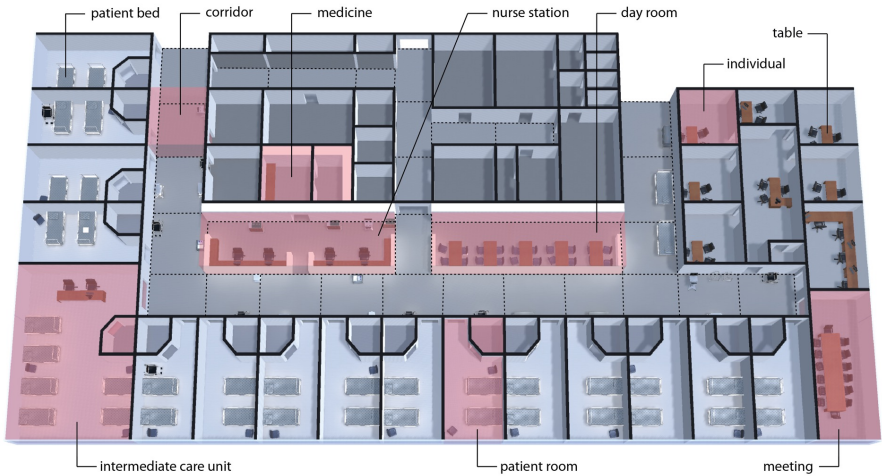 patient bed
corridor
medicine
nurse station
day room
table
individual
intermediate care unit
patient room
meeting